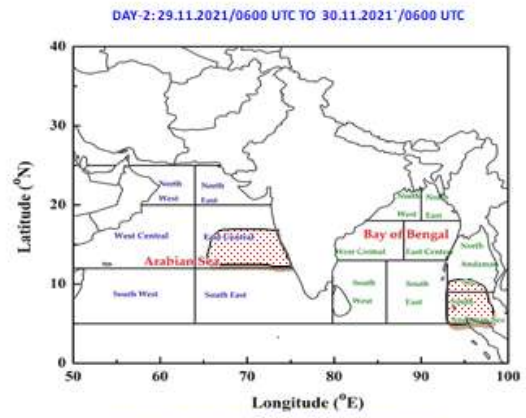 DAY-2: 29.11.2021/0600 UTC TO 30.11.2021`/0600 UTC
40
30
20
10
0
Latitude (°N)
North
West
North
East
West Central
East Central
Arabian Sea
South West
South East
North
West
North
East
Bay of Bengal
West Central
East Central
South
West
South
East
North
Andaman
50
60
70
80
90
100
Longitude (°E)